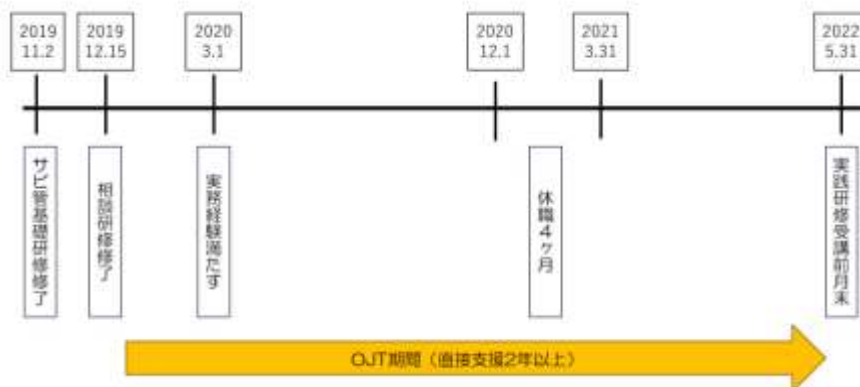 2019
11.2
2019
12.15
2020
3.1
2020
12.1
2021
3.31
2022
5.31
サビ管基礎研修修了
相談研修修了
実務経験満たす
休職4ヶ月
実践研修受講前月末
OJT期間（直接支援2年以上）